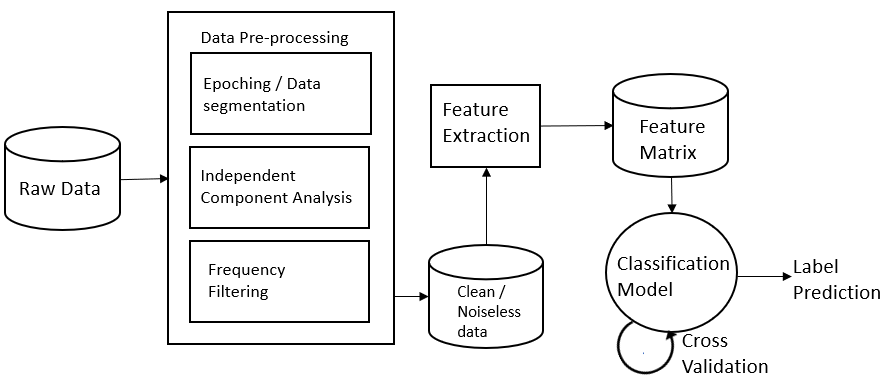 Data Pre-processing
Epoching / Data
segmentation
Independent
Component Analysis
Frequency
Filtering
Raw Data
Clean /
Noiseless
data
Feature
Extraction
Feature
Matrix
Classification
Model
Label
Prediction
Cross
Validation